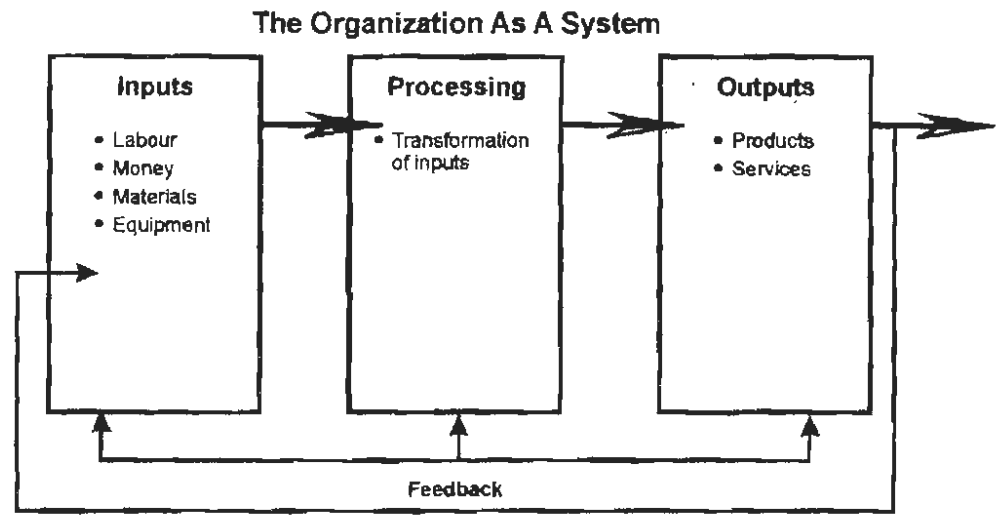 The Organization As A System
Inputs
• Labour
• Money
• Materials
• Equipment
Processing
• Transformation
of inputs
Outputs
• Products
• Services
Feedback